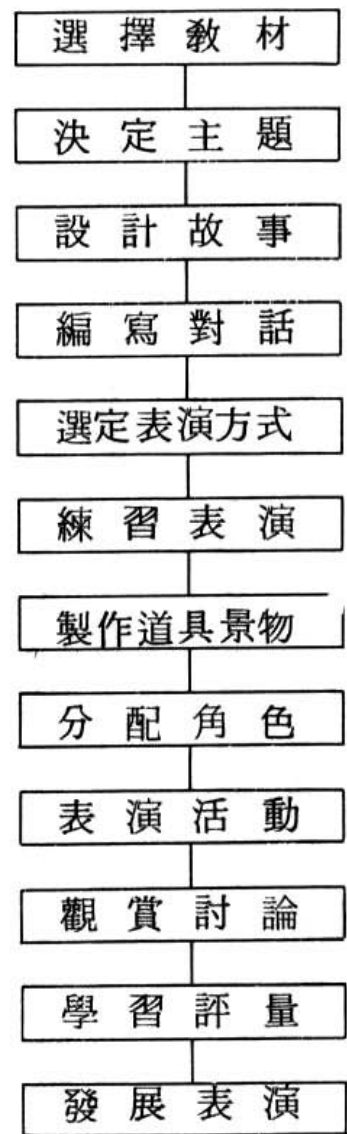 選擇教材
決定主題
設計故事
編寫對話
選定表演方式
練習表演
製作道具景物
分配角色
表演活動
觀賞討論
學習評量
發展表演